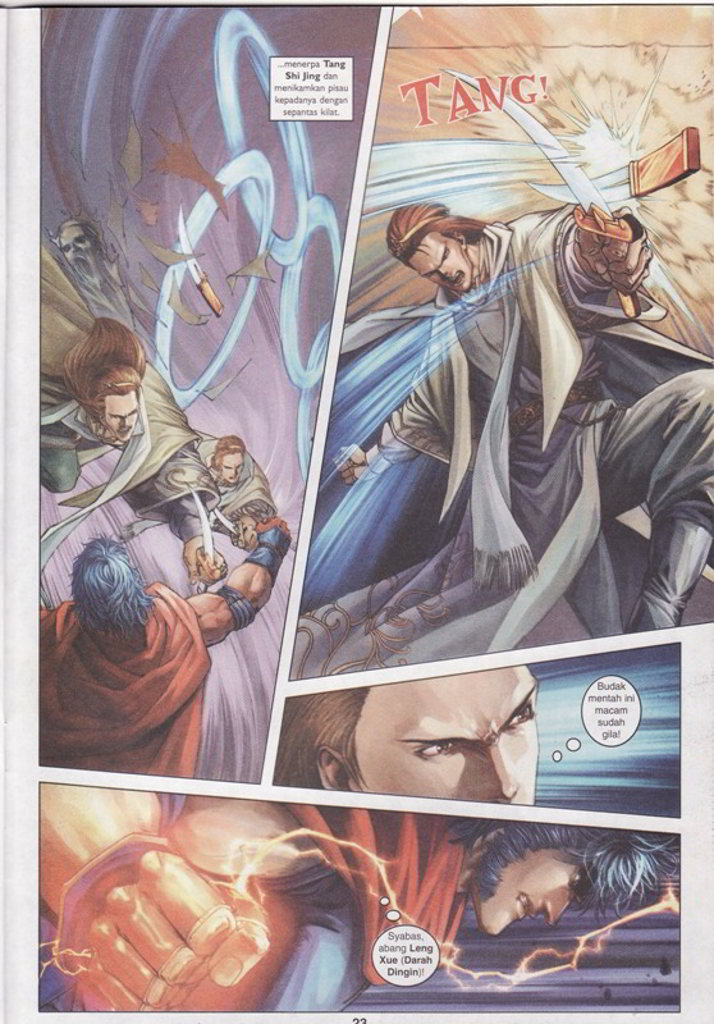 ...menerpa Tang
Shi Jing dan
menikamkan pisau
kepadanya dengan
sepantas kilat.
TANG!
Budak
mentah ini
macam
sudah
gila!
Syabas,
abang Leng
Xue (Darah
Dingin)!
23